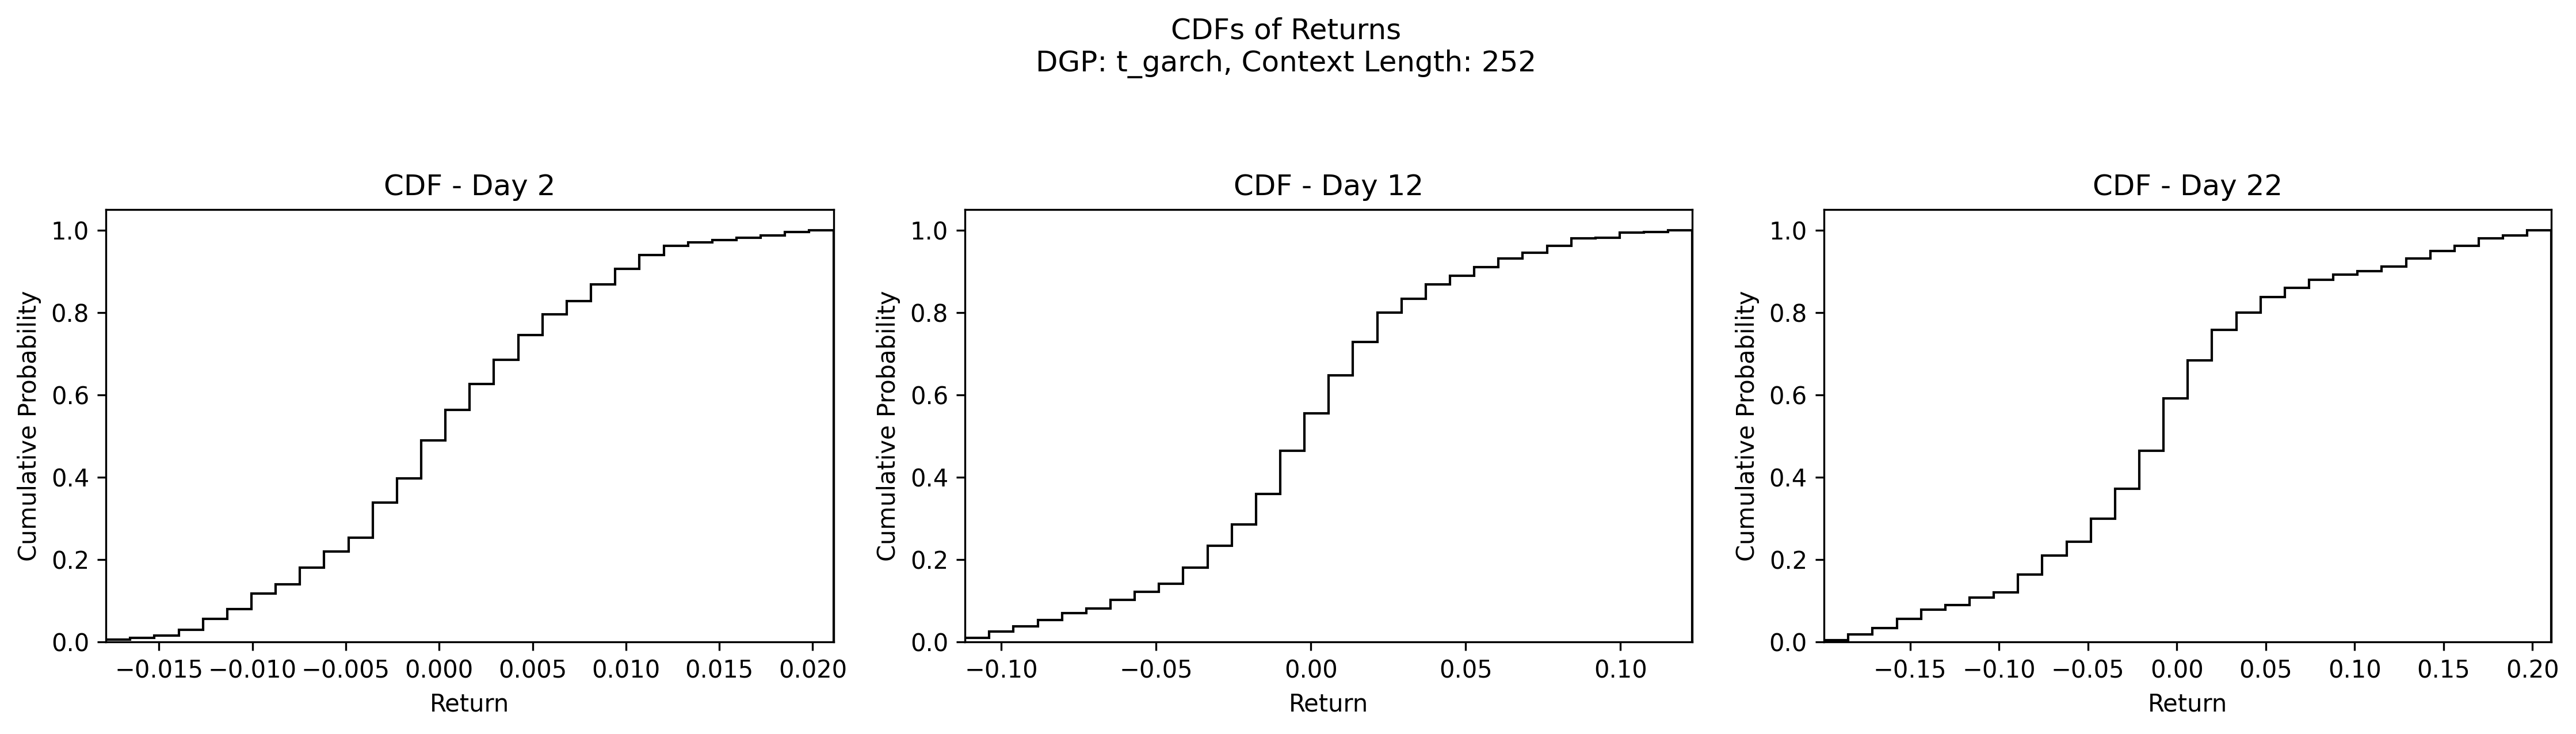 CDFs of Returns
DGP: t_garch, Context Length: 252
CDF - Day 2
Cumulative Probability
1.0
0.8
0.6
0.4
0.2
0.0
−0.015 −0.010 −0.005 0.000 0.005 0.010 0.015 0.020
Return
CDF - Day 12
Cumulative Probability
1.0
0.8
0.6
0.4
0.2
0.0
−0.10 −0.05 0.00 0.05 0.10
Return
CDF - Day 22
Cumulative Probability
1.0
0.8
0.6
0.4
0.2
0.0
−0.15 −0.10 −0.05 0.00 0.05 0.10 0.15 0.20
Return